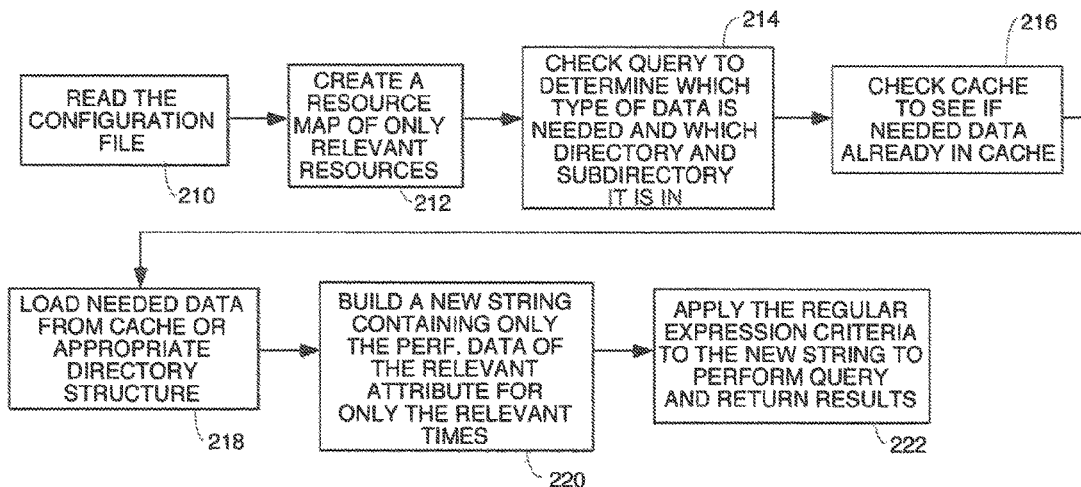 READ THE
CONFIGURATION
FILE
210
CREATE A
RESOURCE
MAP OF ONLY
RELEVANT
RESOURCES
212
214
CHECK QUERY TO
DETERMINE WHICH
TYPE OF DATA IS
NEEDED AND WHICH
DIRECTORY AND
SUBDIRECTORY
IT IS IN
216
CHECK CACHE
TO SEE IF
NEEDED DATA
ALREADY IN CACHE
LOAD NEEDED DATA
FROM CACHE OR
APPROPRIATE
DIRECTORY
STRUCTURE
218
BUILD A NEW STRING
CONTAINING ONLY
THE PERF. DATA OF
THE RELEVANT
ATTRIBUTE FOR
ONLY THE RELEVANT
TIMES
220
APPLY THE REGULAR
EXPRESSION CRITERIA
TO THE NEW STRING TO
PERFORM QUERY
AND RETURN RESULTS
222